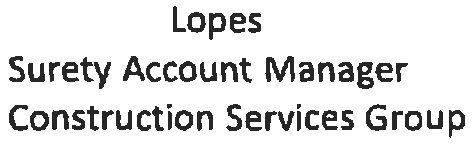 Lopes
Surety Account Manager
Construction Services Group